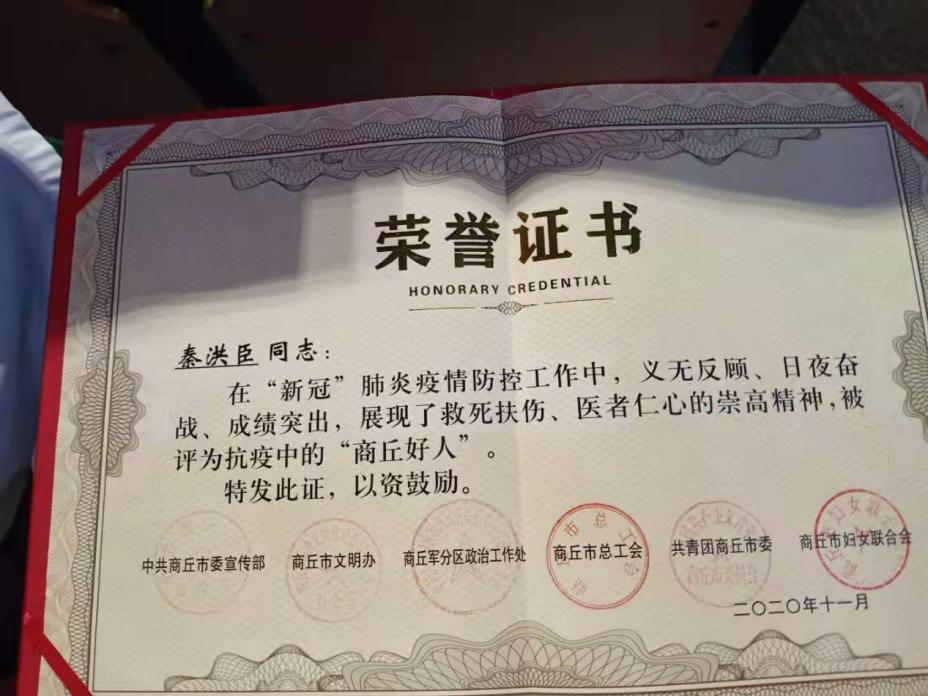 荣誉证书
HONORARY CREDENTIAL
秦洪臣 同志：
在“新冠”肺炎疫情防控工作中，义无反顾、日夜奋
战、成绩突出，展现了救死扶伤、医者仁心的崇高精神，被
评为抗疫中的“商丘好人”。
特发此证，以资鼓励。
中共商丘市委宣传部 商丘市文明办 商丘军分区政治工作处 商丘市总工会 共青团商丘市委 商丘市妇女联合会
二〇二〇年十一月